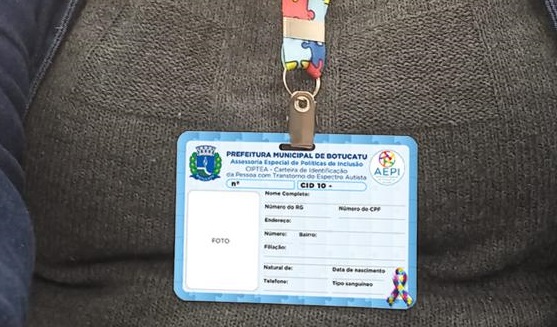 PREFEITURA MUNICIPAL DE BOTUCATU
Assessoria Especial de Políticas de Inclusão
CIPTEA - Carteira de Identificação
da Pessoa com Transtorno do Espectro Autista
AEPI
nº
CID 10 -
FOTO
Nome Completo:
Número do RG Número do CPF
Endereço:
Número: Bairro:
Filiação:
Natural de: Data de nascimento
Telefone: Tipo sanguíneo